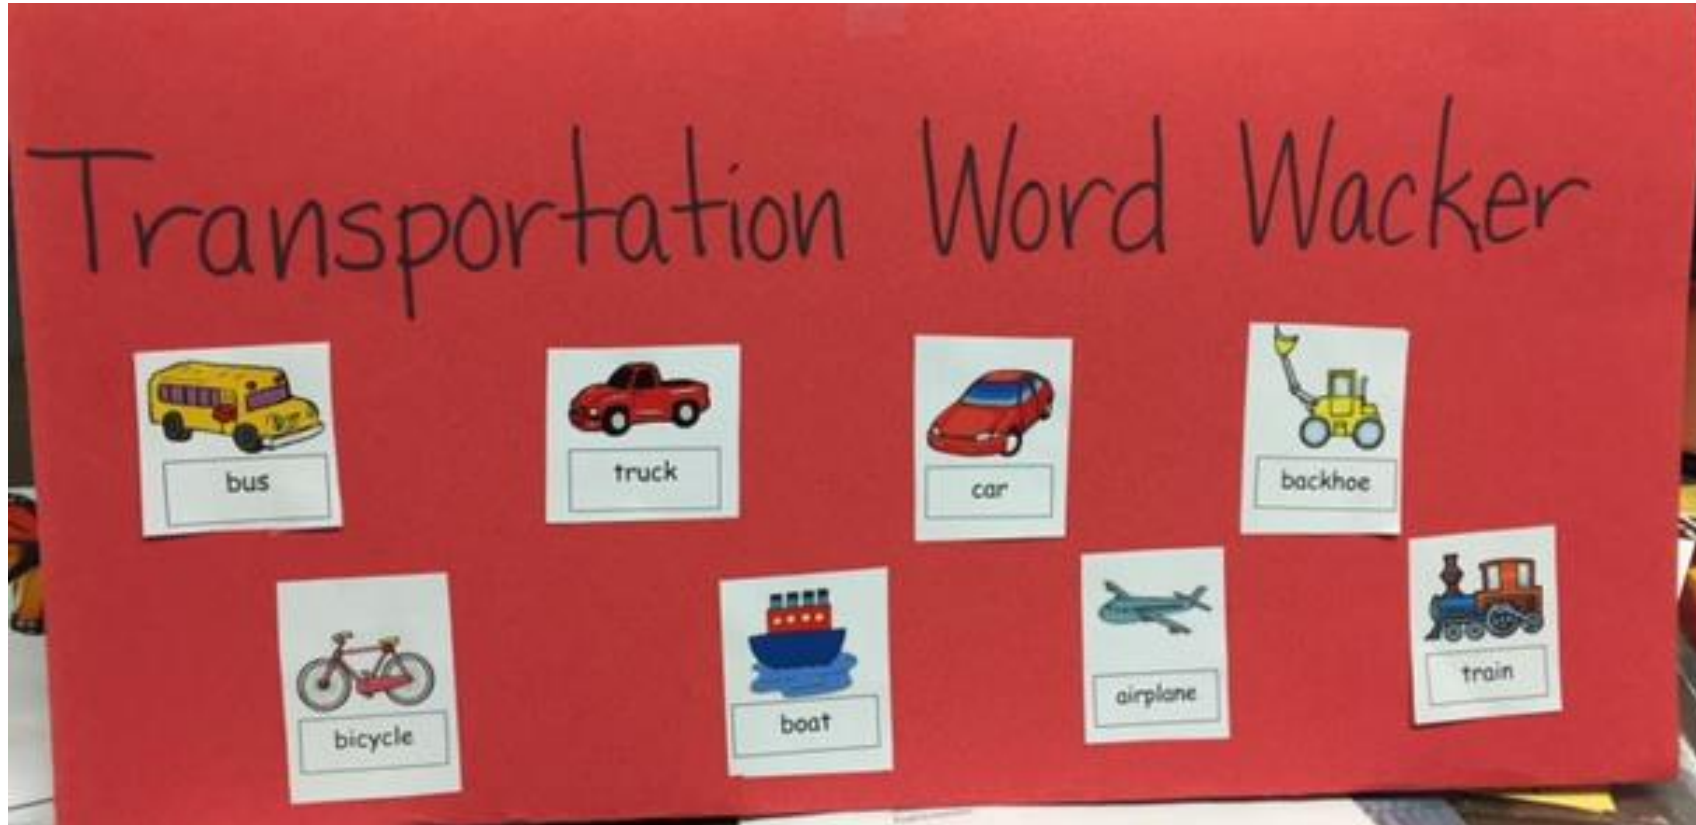 Transportation Word Wacker
bus
truck
car
backhoe
bicycle
boat
airplane
train